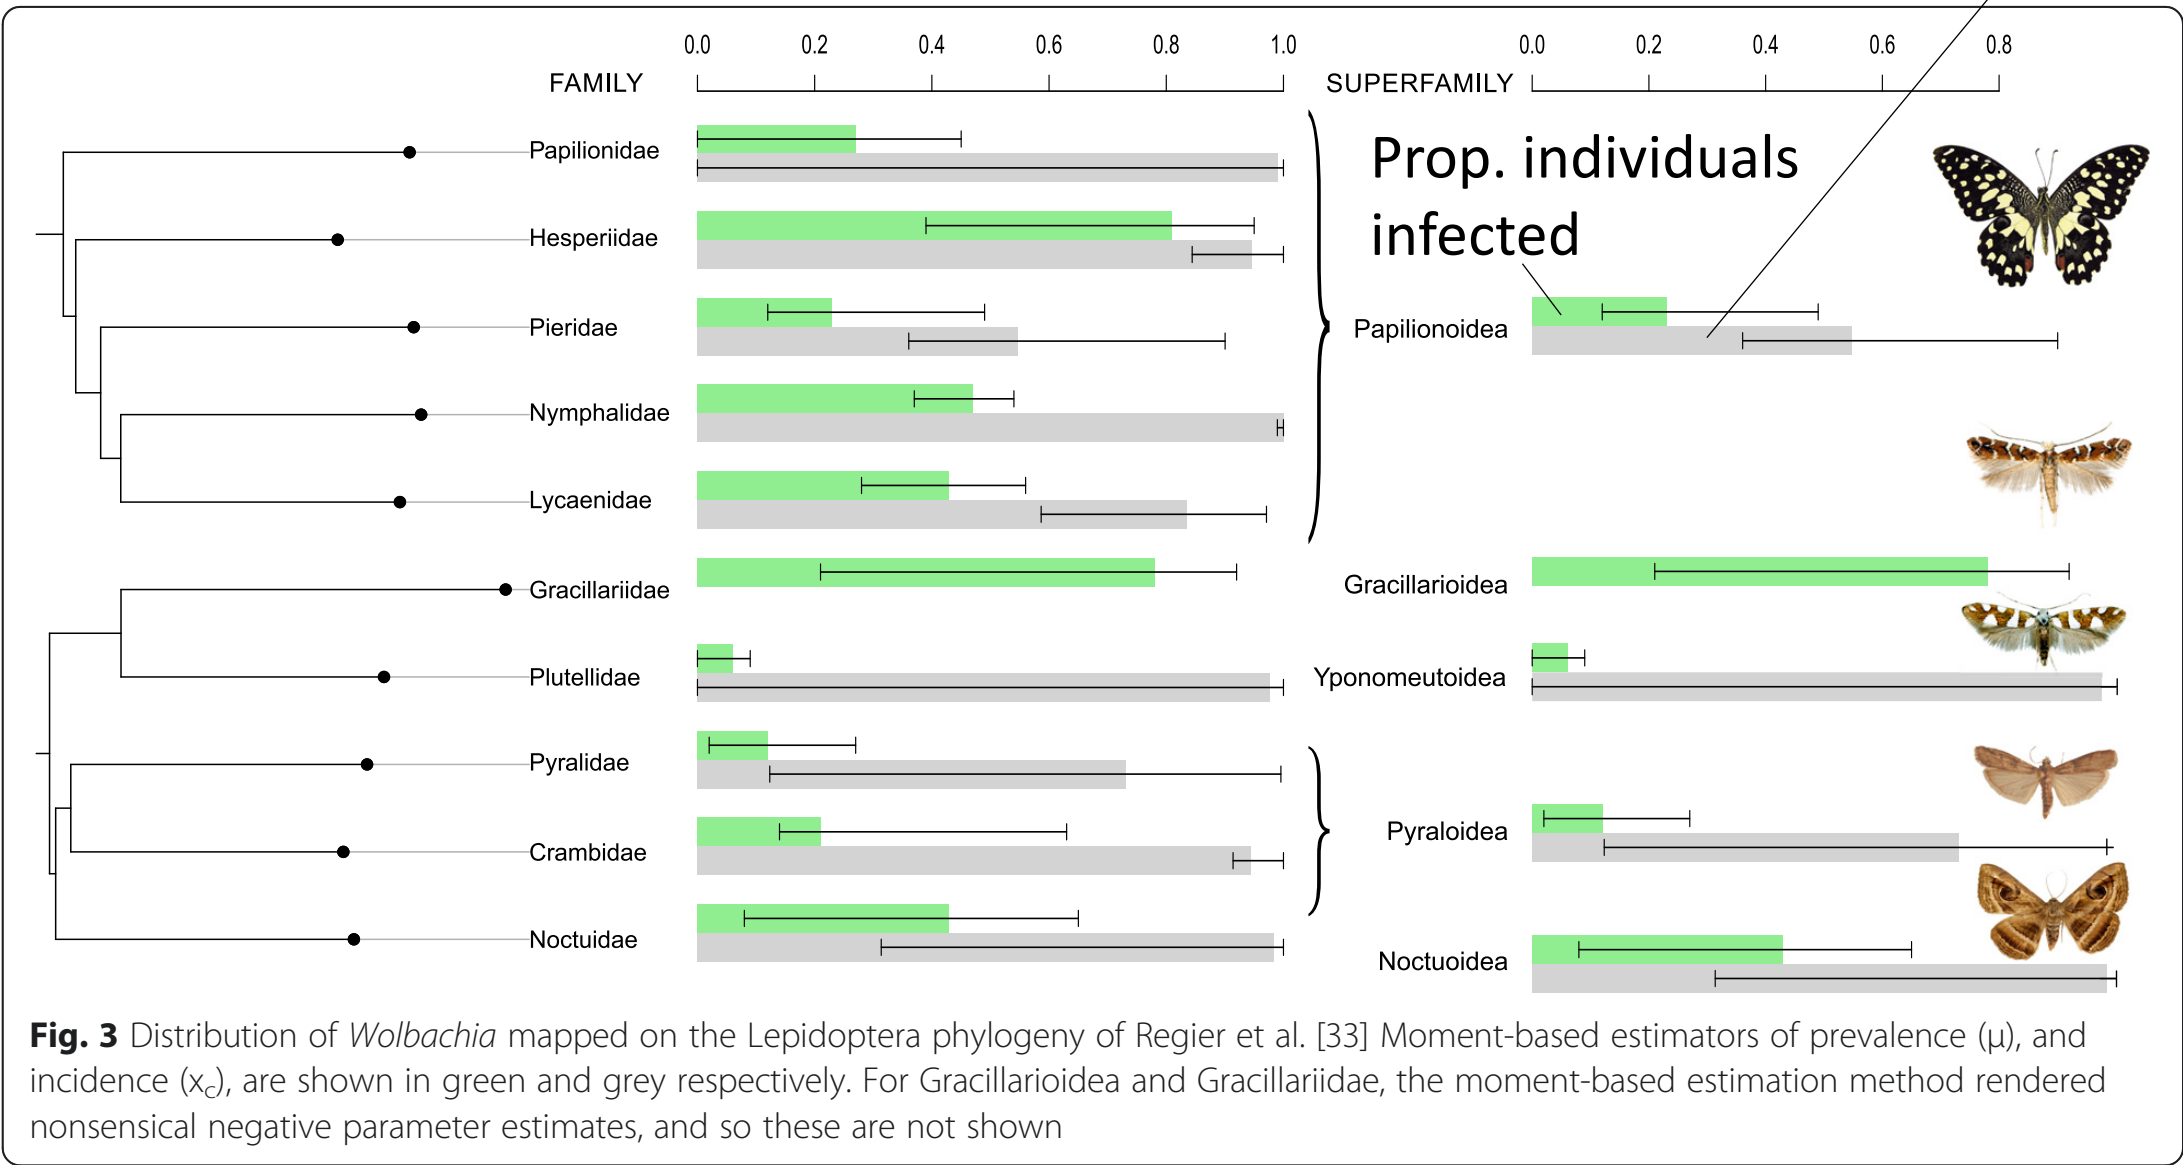 0.0 0.2 0.4 0.6 0.8 1.0 0.0 0.2 0.4 0.6 0.8
FAMILY SUPERFAMILY
Papilionidae
Prop. individuals
infected
Hesperiidae
Pieridae
Papilionoidea
Nymphalidae
Lycaenidae
Gracillariidae
Gracillarioidea
Plutellidae
Yponomeutoidea
Pyralidae
Pyraloidea
Crambidae
Noctuidae
Noctuoidea
Fig. 3 Distribution of Wolbachia mapped on the Lepidoptera phylogeny of Regier et al. [33] Moment-based estimators of prevalence (μ), and
incidence (xc), are shown in green and grey respectively. For Gracillarioidea and Gracillariidae, the moment-based estimation method rendered
nonsensical negative parameter estimates, and so these are not shown